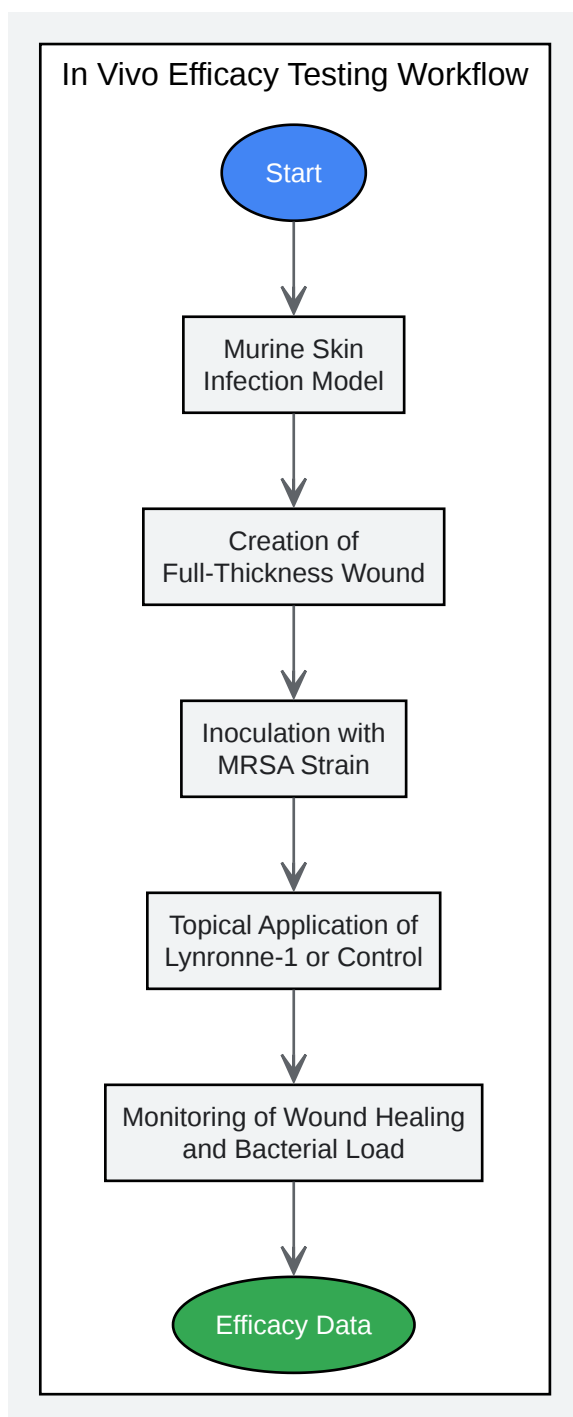 In Vivo Efficacy Testing Workflow
Start
Murine Skin
Infection Model
Creation of
Full-Thickness Wound
Inoculation with
MRSA Strain
Topical Application of
Lynronne-1 or Control
Monitoring of Wound Healing
and Bacterial Load
Efficacy Data